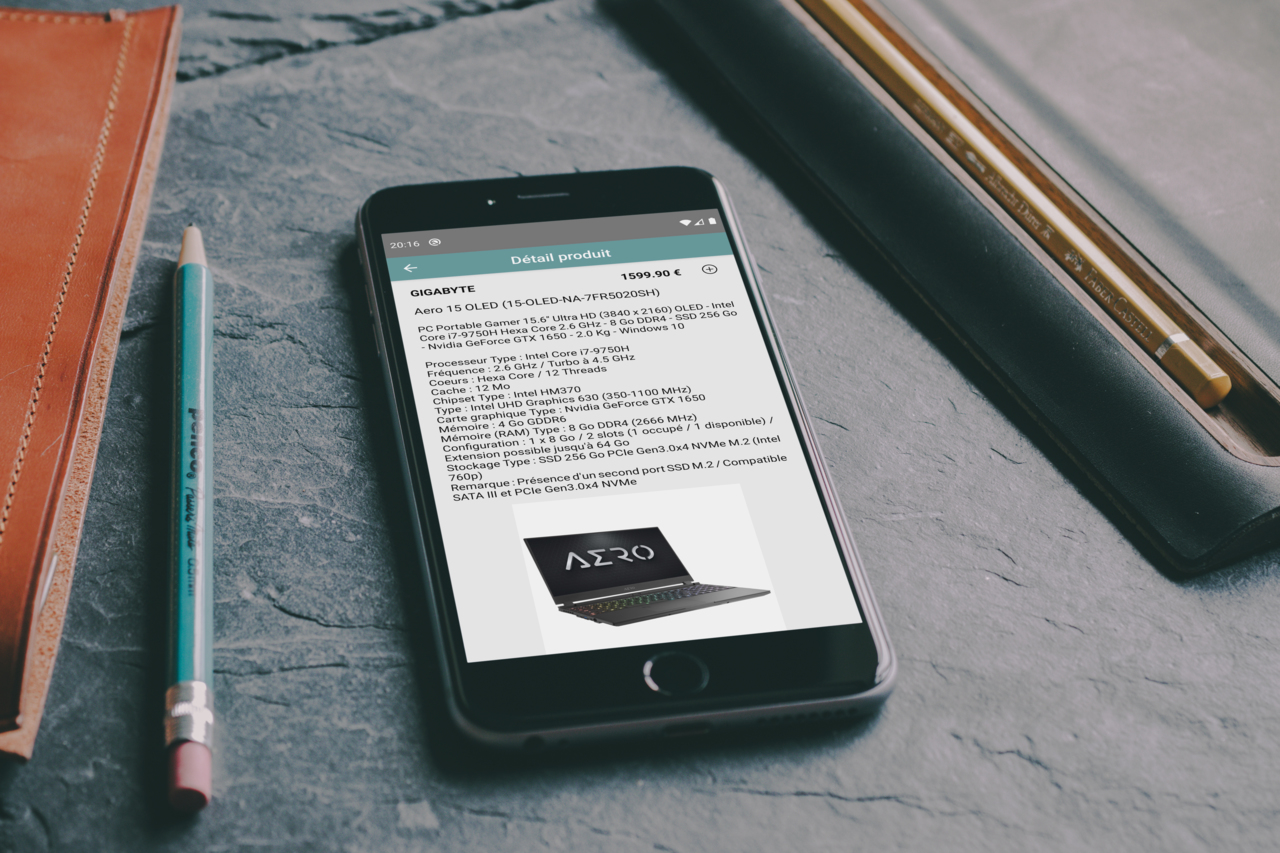 20:16
Détail produit
1599.90 €
GIGABYTE
Aero 15 OLED (15-OLED-NA-7FR5020SH)
PC Portable Gamer 15.6" Ultra HD (3840 x 2160) OLED - Intel
Core i7-9750H Hexa Core 2.6 GHz - 8 Go DDR4 - SSD 256 Go
- Nvidia GeForce GTX 1650 - 2.0 Kg - Windows 10
Processeur Type : Intel Core i7-9750H
Fréquence : 2.6 GHz / Turbo à 4.5 GHz
Coeurs : Hexa Core / 12 Threads
Cache : 12 Mo
Chipset Type : Intel HM370
Type : Intel UHD Graphics 630 (350-1100 MHz)
Carte graphique Type : Nvidia GeForce GTX 1650
Mémoire : 4 Go GDDR6
Mémoire (RAM) Type : 8 Go DDR4 (2666 MHz)
Configuration : 1 x 8 Go / 2 slots (1 occupé / 1 disponible) /
Extension possible jusqu'à 64 Go
Stockage Type : SSD 256 Go PCIe Gen3.0x4 NVMe M.2 (Intel
760p)
Remarque : Présence d'un second port SSD M.2 / Compatible
SATA III et PCIe Gen3.0x4 NVMe
AERO